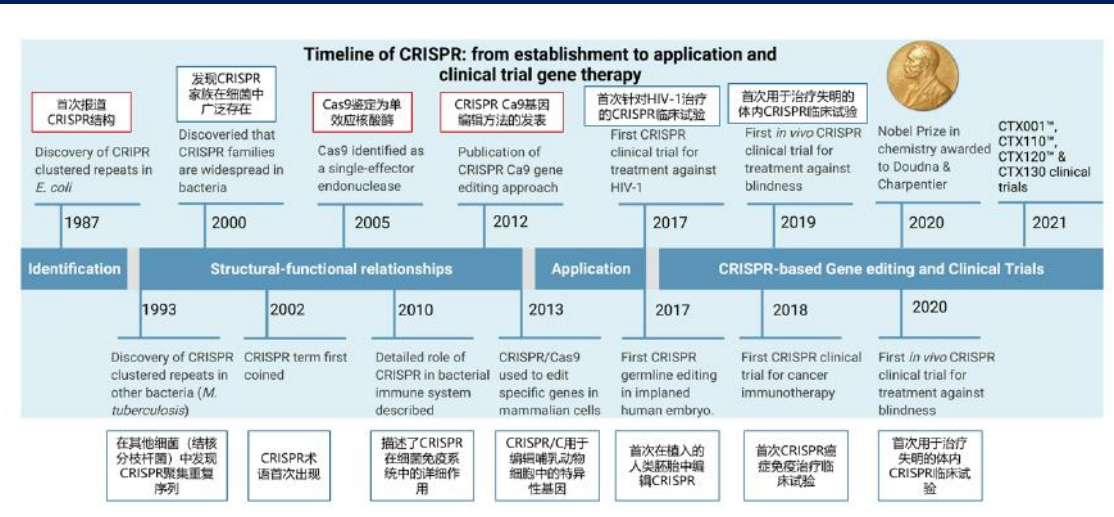 Timeline of CRISPR: from establishment to application and
clinical trial gene therapy
首次报道
CRISPR结构
Discovery of CRIPR
clustered repeats in
E. coli
1987
发现CRISPR
家族在细菌中
广泛存在
Discoveried that
CRISPR families
are widespread in
bacteria
2000
Cas9鉴定为单
效应核酸酶
Cas9 identified as
a single-effector
endonuclease
2005
CRISPR Ca9基因
编辑方法的发表
Publication of
CRISPR Ca9 gene
editing approach
2012
首次针对HIV-1治疗
的CRISPR临床试验
First CRISPR
clinical trial for
treatment against
HIV-1
2017
首次用于治疗失明的
体内CRISPR临床试验
First in vivo CRISPR
clinical trial for
treatment against
blindness
2019
Nobel Prize in
chemistry awarded
to Doudna &
Charpentier
2020
CTX001™,
CTX110™,
CTX120™ &
CTX130 clinical
trials
2021
Identification
Structural-functional relationships
Application
CRISPR-based Gene editing and Clinical Trials
1993
Discovery of CRISPR
clustered repeats in
other bacteria (M.
tuberculosis)
在其他细菌（结核
分枝杆菌）中发现
CRISPR聚集重复
序列
2002
CRISPR term first
coined
CRISPR术
语首次出现
2010
Detailed role of
CRISPR in bacterial
immune system
described
描述了CRISPR
在细菌免疫系
统中的详细作
用
2013
CRISPR/Cas9
used to edit
specific genes in
mammalian cells
CRISPR/C用于
编辑哺乳动物
细胞中的特异
性基因
2017
First CRISPR
germline editing
in implaned
human embryo.
首次在植入的
人类胚胎中编
辑CRISPR
2018
First CRISPR clinical
trial for cancer
immunotherapy
首次CRISPR癌
症免疫治疗临
床试验
2020
First in vivo CRISPR
clinical trial for
treatment against
blindness
首次用于治疗
失明的体内
CRISPR临床试
验